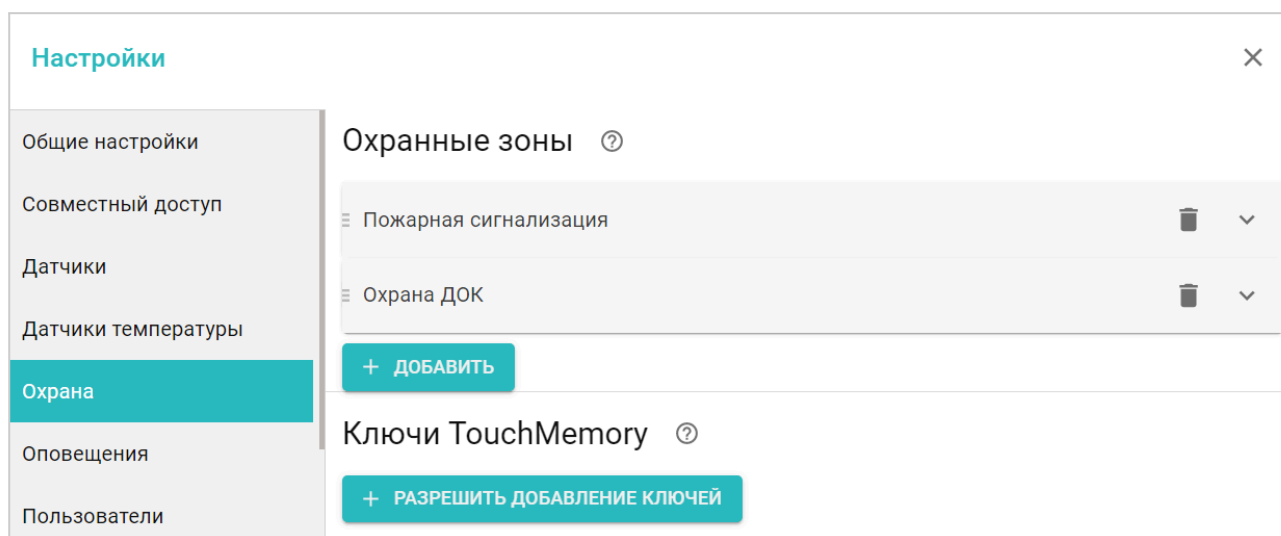 Настройки
Общие настройки
Совместный доступ
Датчики
Датчики температуры
Охрана
Оповещения
Пользователи
Охранные зоны
Пожарная сигнализация
Охрана ДОК
+ ДОБАВИТЬ
Ключи TouchMemory
+ РАЗРЕШИТЬ ДОБАВЛЕНИЕ КЛЮЧЕЙ